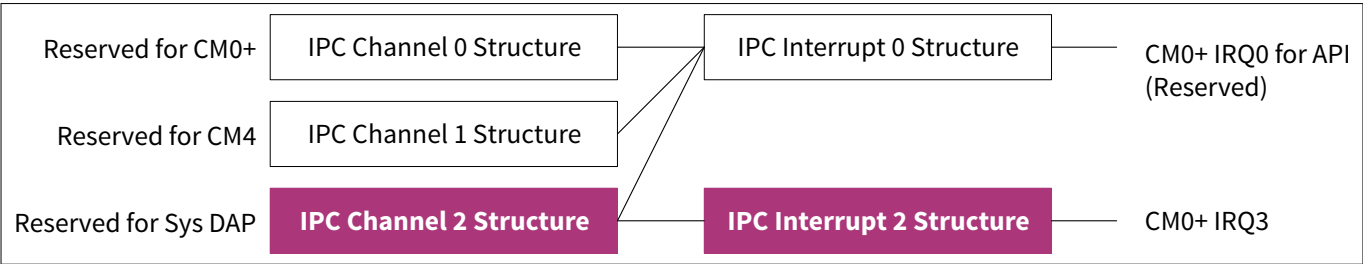 Reserved for CM0+
IPC Channel 0 Structure
IPC Interrupt 0 Structure
CM0+ IRQ0 for API
(Reserved)
Reserved for CM4
IPC Channel 1 Structure
Reserved for Sys DAP
IPC Channel 2 Structure
IPC Interrupt 2 Structure
CM0+ IRQ3